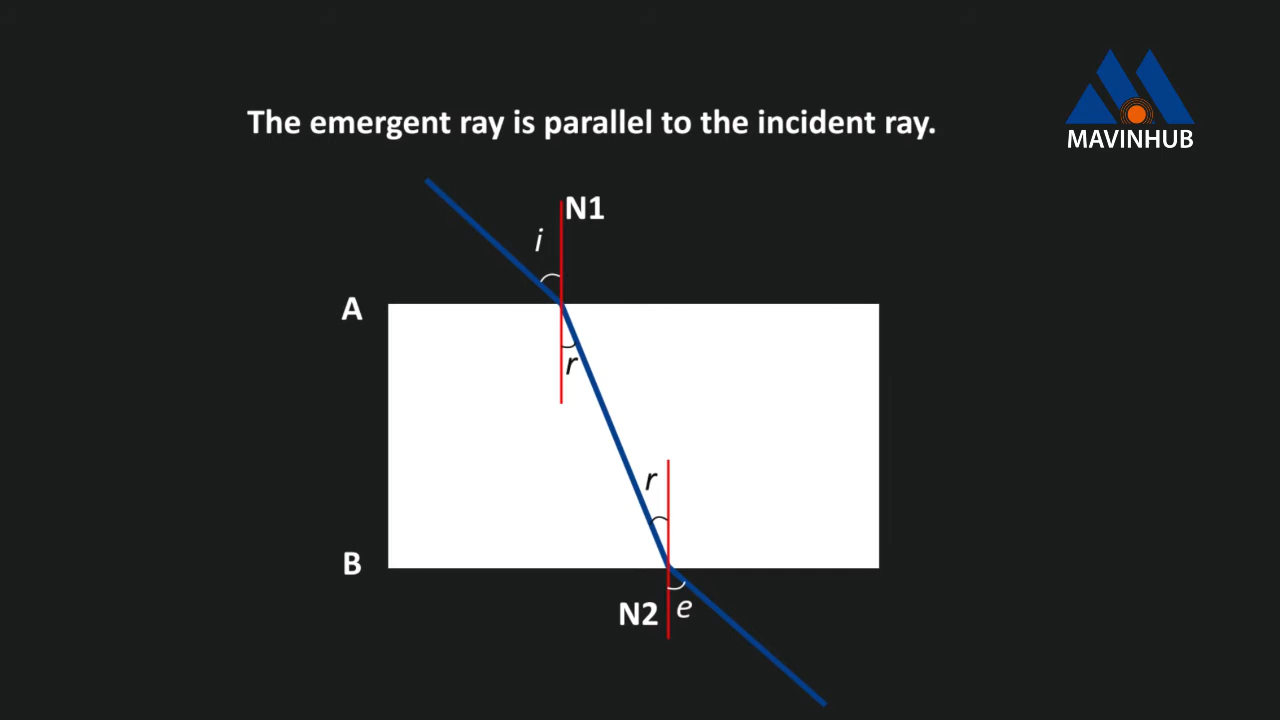 The emergent ray is parallel to the incident ray.
MAVINHUB
N1
i
A
r
r
B
N2
e